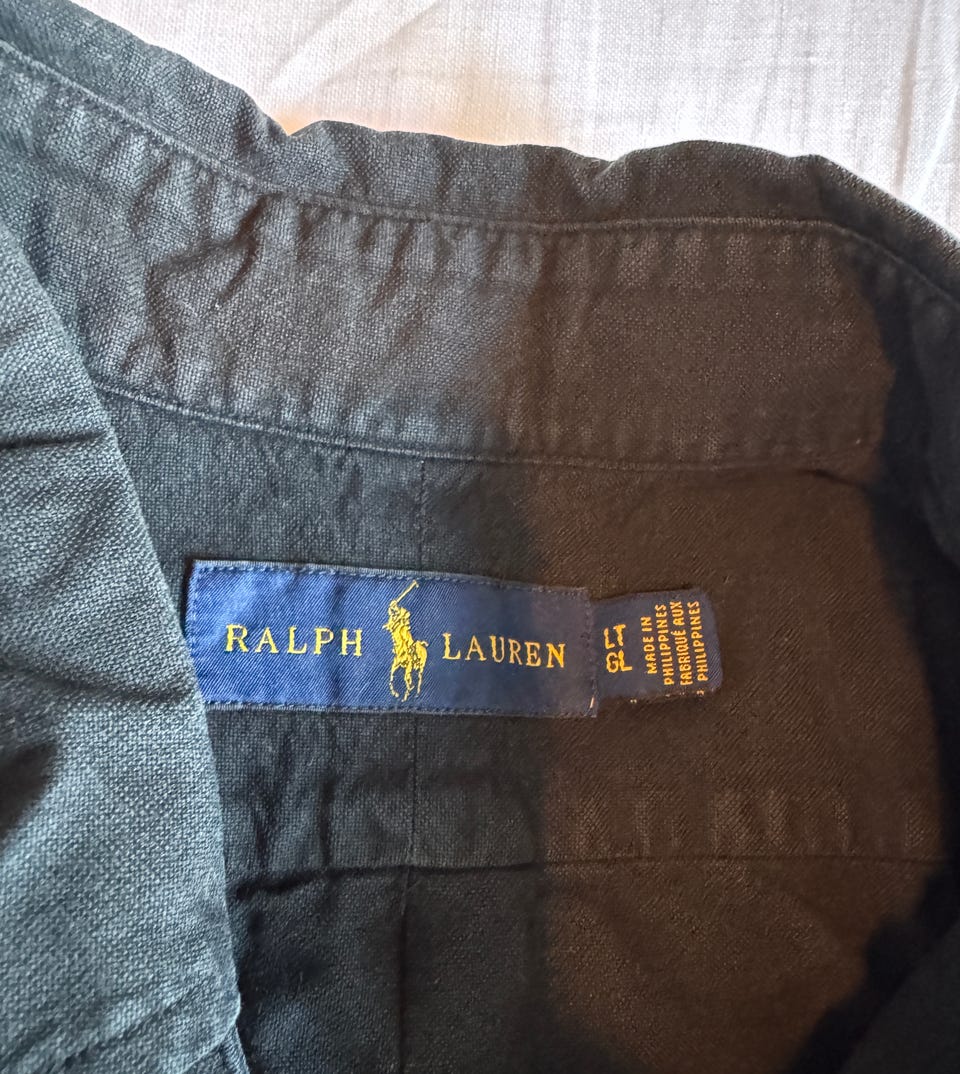 RALPH LAUREN
LT
GL
MADE IN
PHILIPPINES
FABRIQUÉ AUX
PHILIPPINES